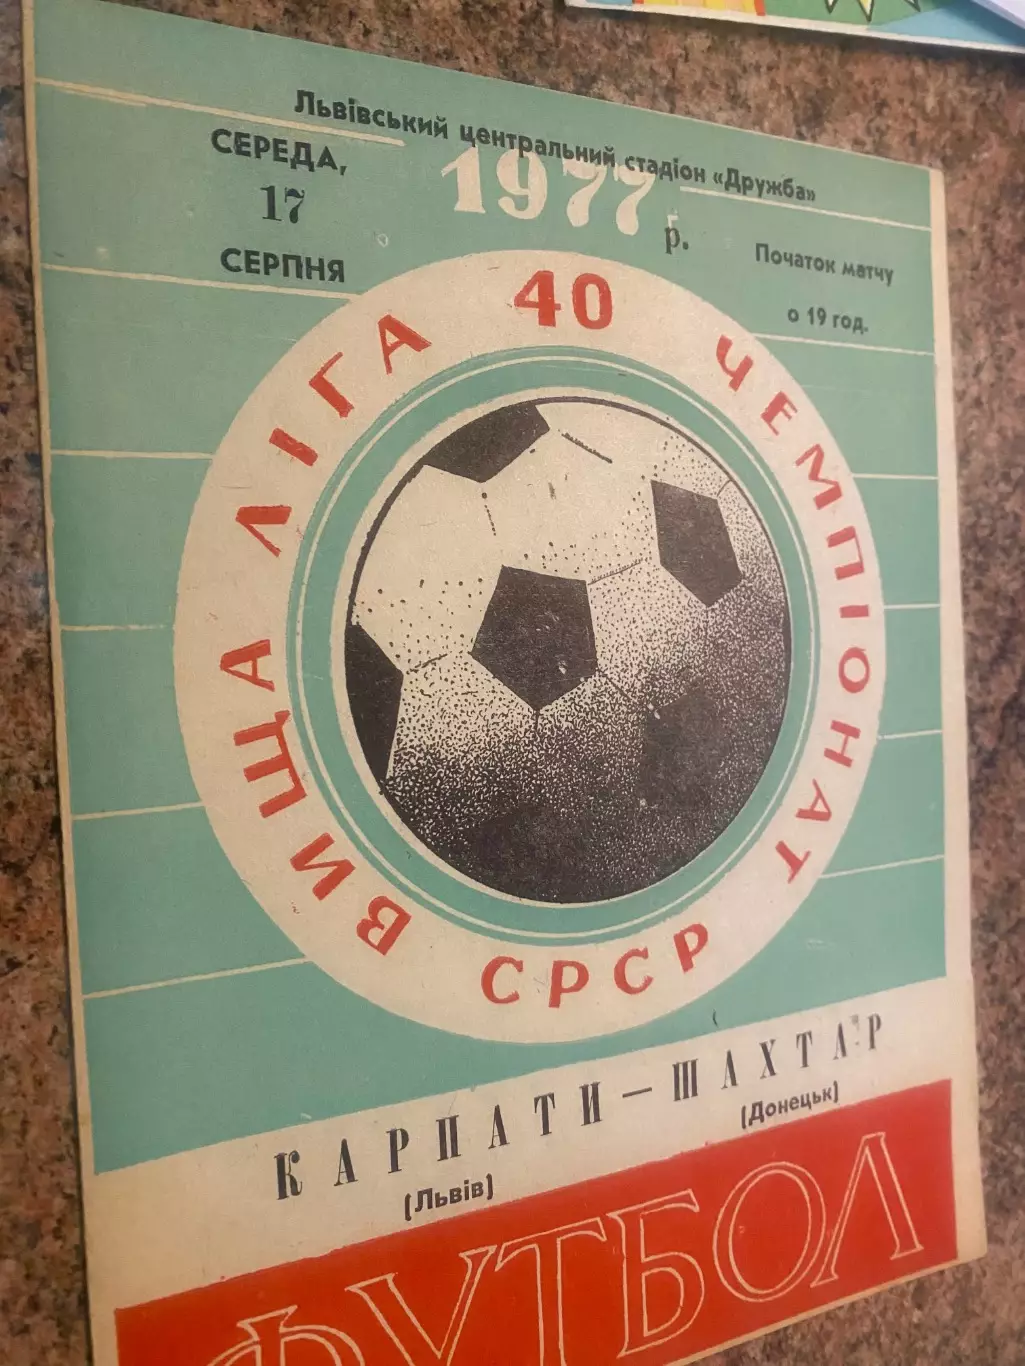 Львівський центральний стадіон «Дружба»
СЕРЕДА,
17
СЕРПНЯ
1977 р.
Початок матчу
о 19 год.
ВИЩА ЛІГА 40 ЧЕМПІОНАТ
СРСР
КАРПАТИ — ШАХТАР
(Львів)
(Донецьк)
ФУТБОЛ